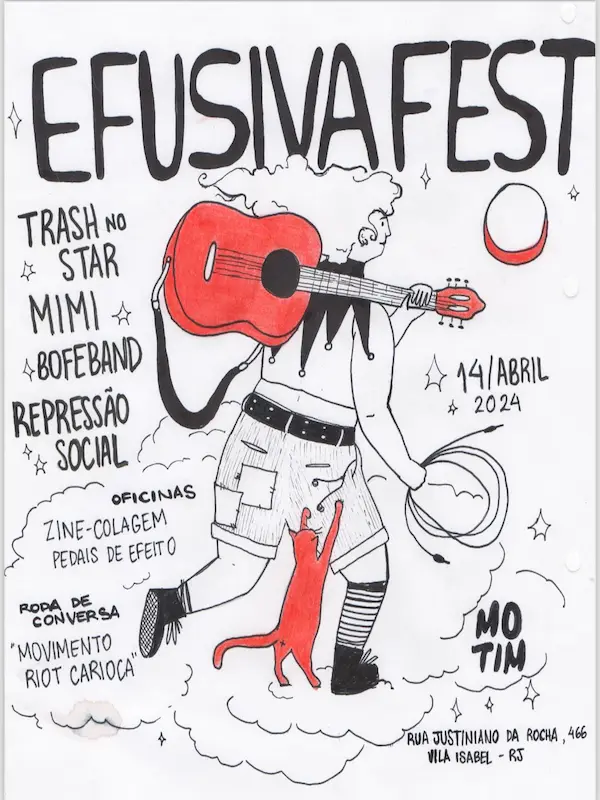 EFUSIVA FEST
TRASH NO
STAR
MIMI
BOFEBAND
REPRESSÃO
SOCIAL
14/ABRIL
2024
OFICINAS
ZINE-COLAGEM
PEDAIS DE EFEITO
RODA DE
CONVERSA
"MOVIMENTO
RIOT CARIOCA"
MO
TIM
RUA JUSTINIANO DA ROCHA, 466
VILA ISABEL - RJ